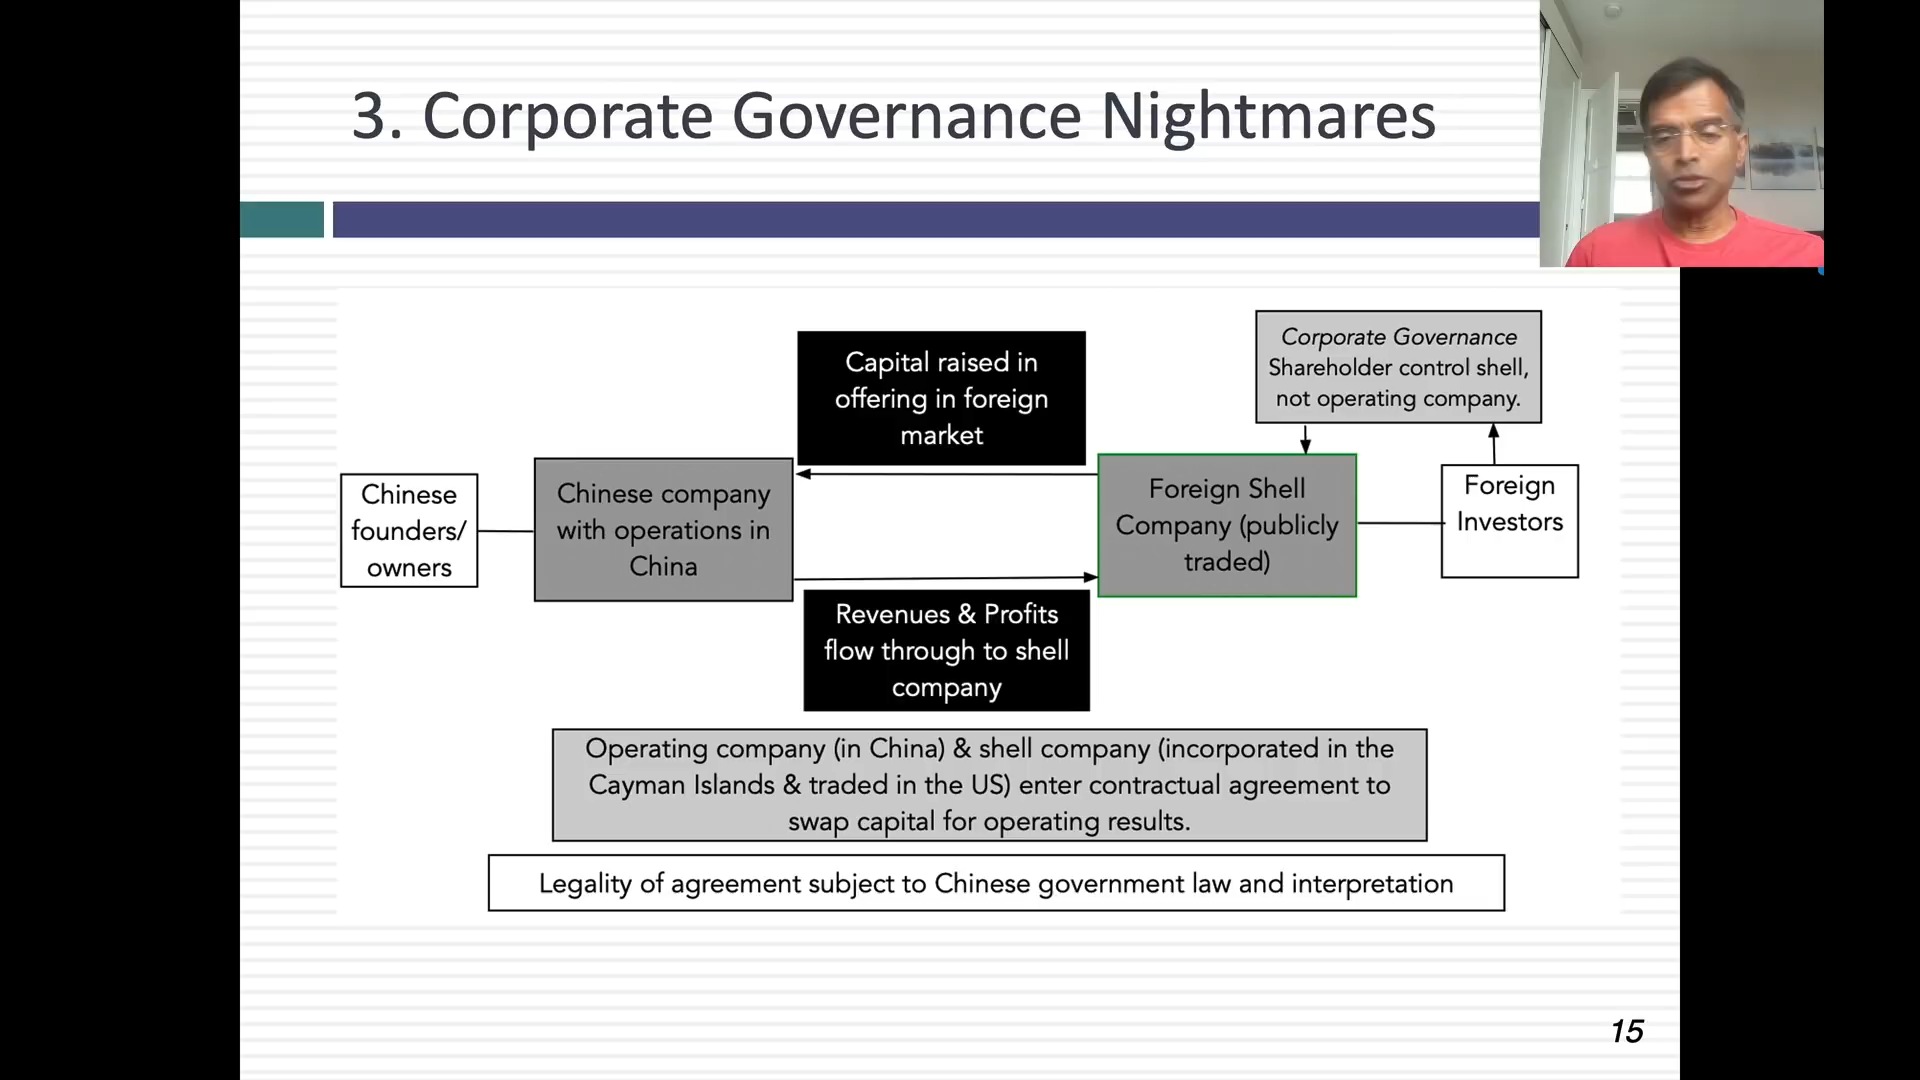 3. Corporate Governance Nightmares
Capital raised in
offering in foreign
market
Corporate Governance
Shareholder control shell,
not operating company.
Chinese
founders/
owners
Chinese company
with operations in
China
Foreign Shell
Company (publicly
traded)
Foreign
Investors
Revenues & Profits
flow through to shell
company
Operating company (in China) & shell company (incorporated in the
Cayman Islands & traded in the US) enter contractual agreement to
swap capital for operating results.
Legality of agreement subject to Chinese government law and interpretation
15